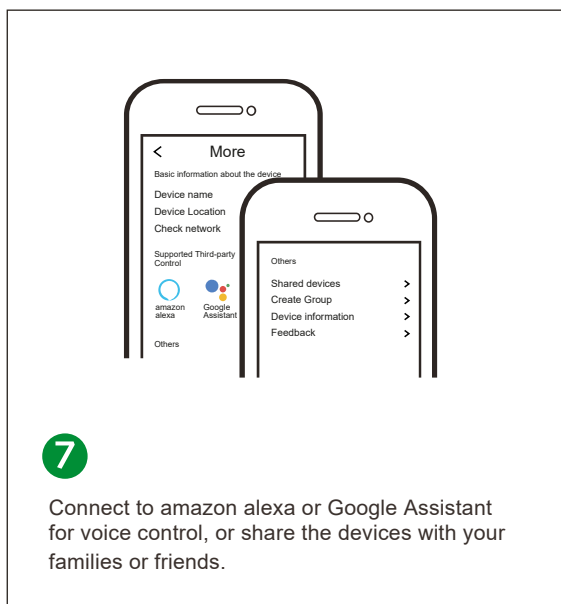 More
Basic information about the device
Device name
Device Location
Check network
Supported Third-party
Control
amazon
alexa
Google
Assistant
Others
Others
Shared devices
Create Group
Device information
Feedback
7
Connect to amazon alexa or Google Assistant
for voice control, or share the devices with your
families or friends.